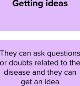 Getting ideas
They can ask questions
or doubts related to the
disease and they can
get an idea